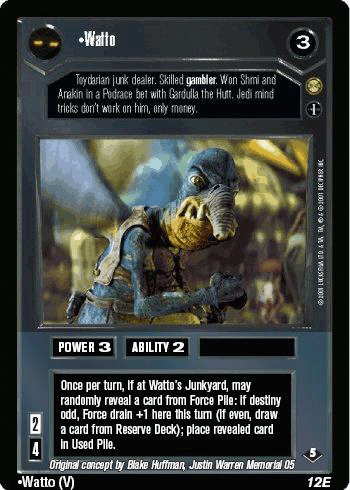 •Watto
3
Toydarian junk dealer. Skilled gambler. Won Shmi and
Anakin in a Podrace bet with Gardulla the Hutt. Jedi mind
tricks don't work on him, only money.
POWER 3
ABILITY 2
Once per turn, if at Watto's Junkyard, may
randomly reveal a card from Force Pile: if destiny
odd, Force drain +1 here this turn (if even, draw
a card from Reserve Deck); place revealed card
in Used Pile.
2
4
5
Original concept by Blake Huffman, Justin Warren Memorial 05
•Watto (V)
12E